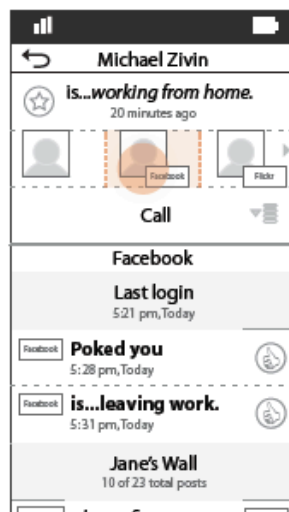 Michael Zivin
is...working from home.
20 minutes ago
Facebook
Flickr
Call
Facebook
Last login
5:21 pm, Today
Facebook
Poked you
5:28 pm, Today
Facebook
is...leaving work.
5:31 pm, Today
Jane's Wall
10 of 23 total posts